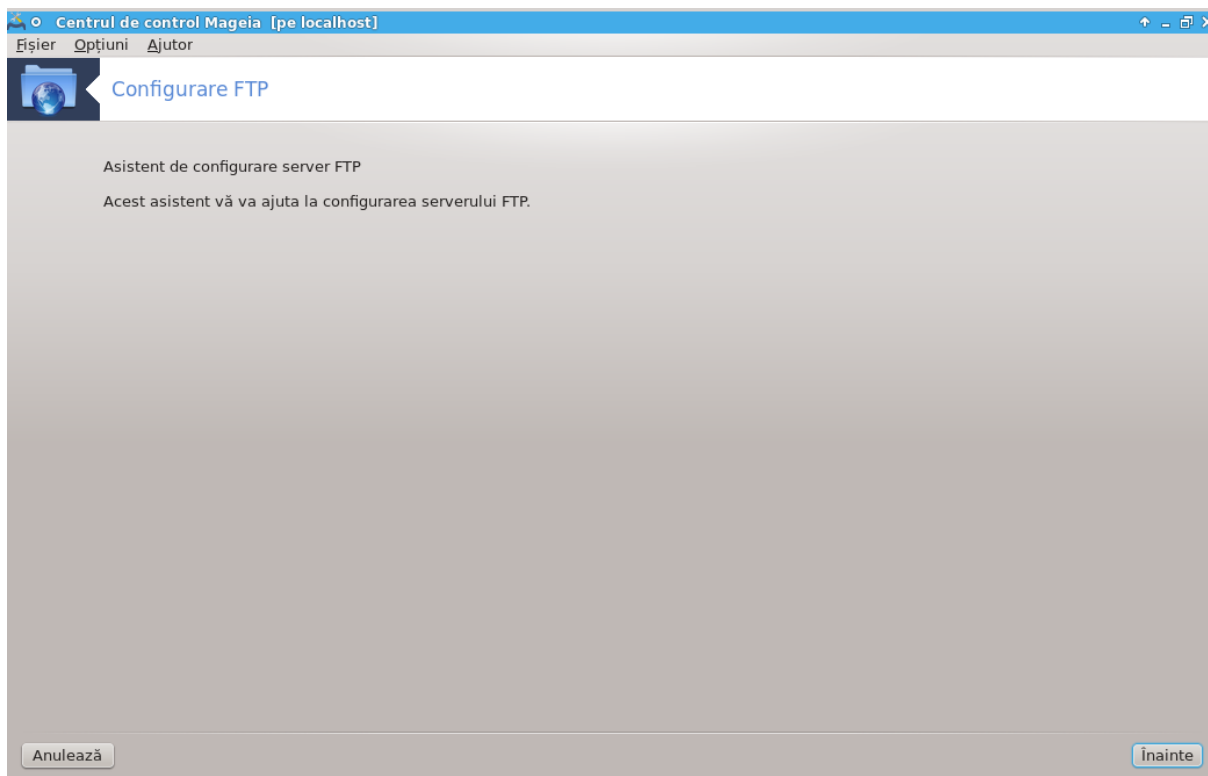 Centrul de control Mageia [pe localhost]
Fișier Opțiuni Ajutor
Configurare FTP
Asistent de configurare server FTP
Acest asistent vă va ajuta la configurarea serverului FTP.
Anulează Înainte